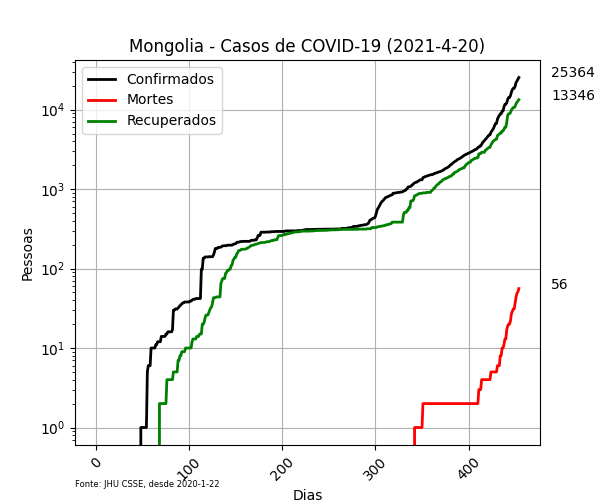 Mongolia - Casos de COVID-19 (2021-4-20)
Confirmados
Mortes
Recuperados
25364
13346
56
Pessoas
10⁴
10³
10²
10¹
10⁰
0
100
200
300
400
Dias
Fonte: JHU CSSE, desde 2020-1-22